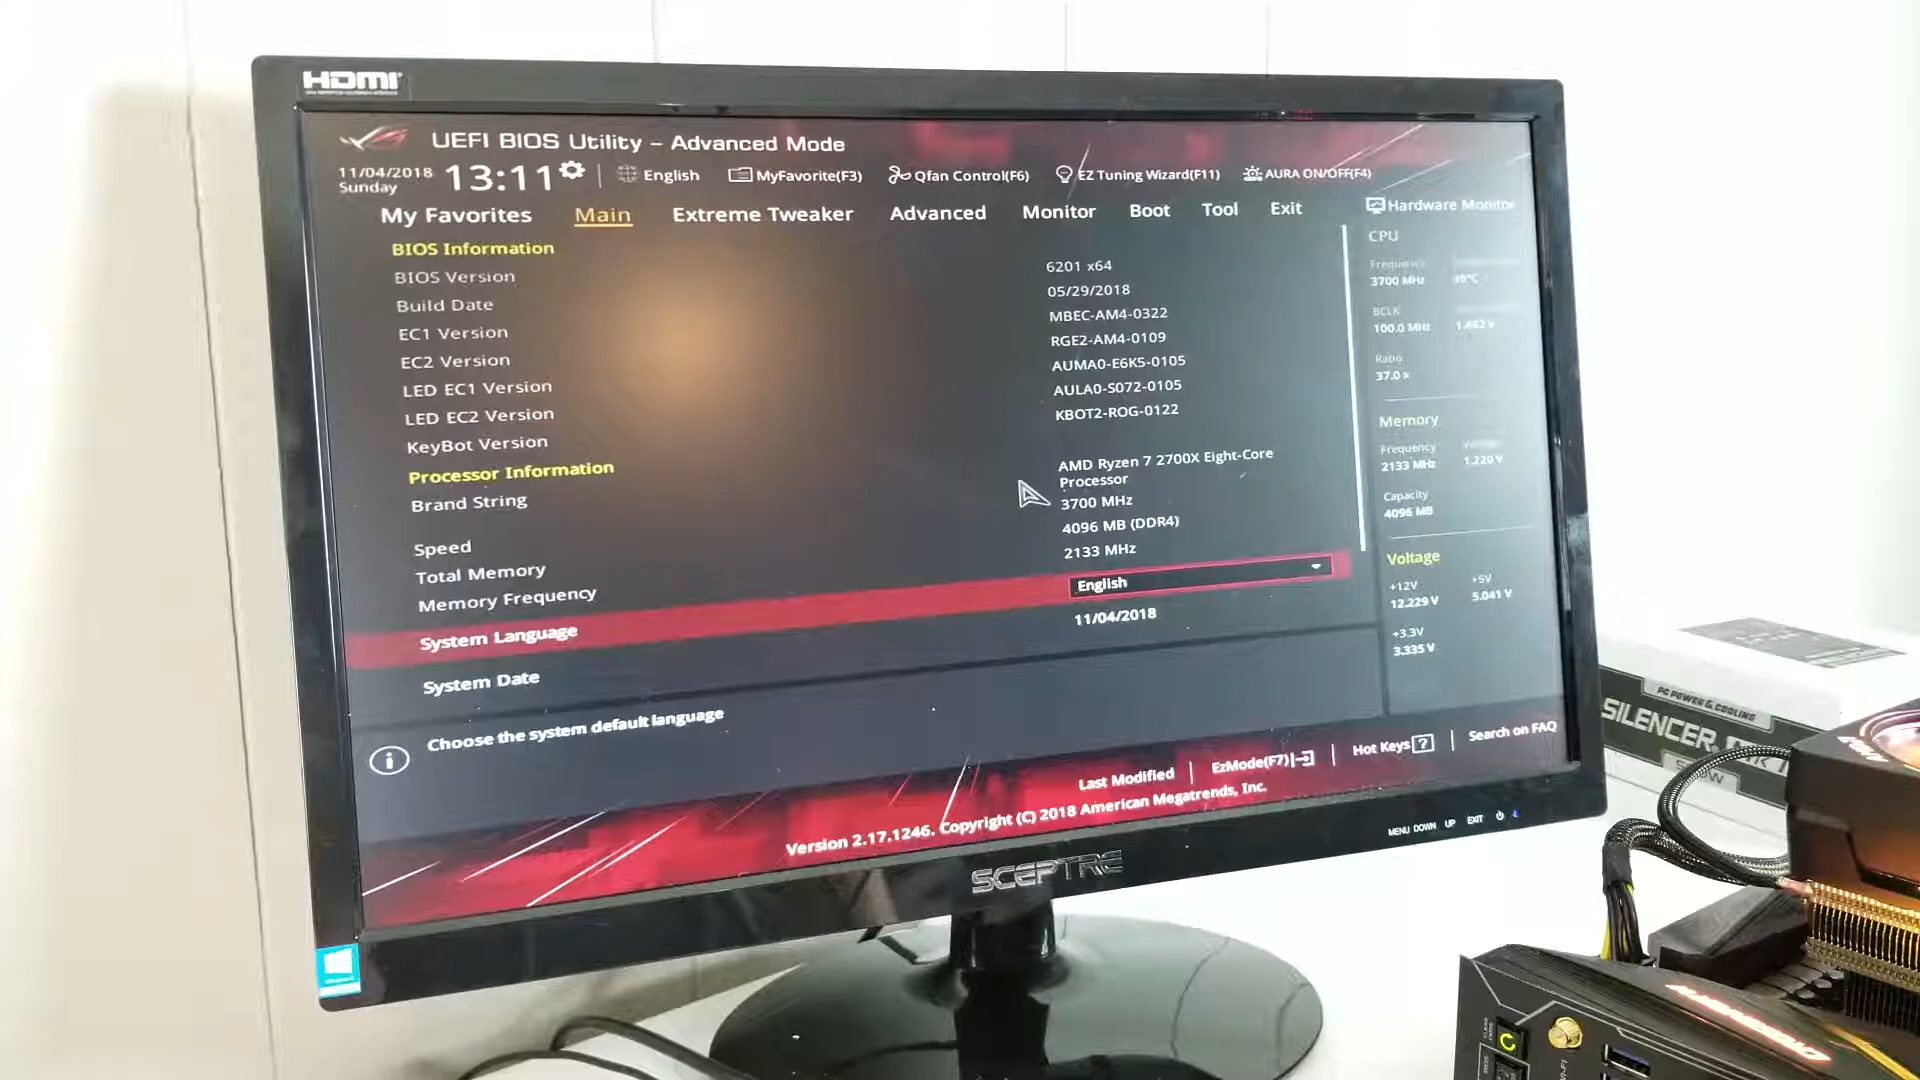 HDMI
UEFI BIOS Utility – Advanced Mode
11/04/2018
Sunday
13:11
English
MyFavorite(F3)
Qfan Control(F6)
EZ Tuning Wizard(F11)
AURA ON/OFF(F4)
My Favorites
Main
Extreme Tweaker
Advanced
Monitor
Boot
Tool
Exit
Hardware Monitor
BIOS Information
BIOS Version
6201 x64
Build Date
05/29/2018
EC1 Version
MBEC-AM4-0322
EC2 Version
RGE2-AM4-0109
LED EC1 Version
AUMA0-E6K5-0105
LED EC2 Version
AULA0-S072-0105
KeyBot Version
KBOT2-ROG-0122
Processor Information
Brand String
AMD Ryzen 7 2700X Eight-Core
Processor
Speed
3700 MHz
Total Memory
4096 MB (DDR4)
Memory Frequency
2133 MHz
System Language
English
System Date
11/04/2018
Choose the system default language
CPU
Frequency
3700 MHz
BCLK
100.0 MHz
Ratio
37.0 x
Memory
Frequency
2133 MHz
1.220 V
Capacity
4096 MB
Voltage
+12V
12.229 V
+5V
5.041 V
+3.3V
3.335 V
Last Modified
EzMode(F7)
Hot Keys ?
Search on FAQ
Version 2.17.1246. Copyright (C) 2018 American Megatrends, Inc.
MENU DOWN UP EXIT
SCEPTRE
PC POWER & COOLING
SILENCER